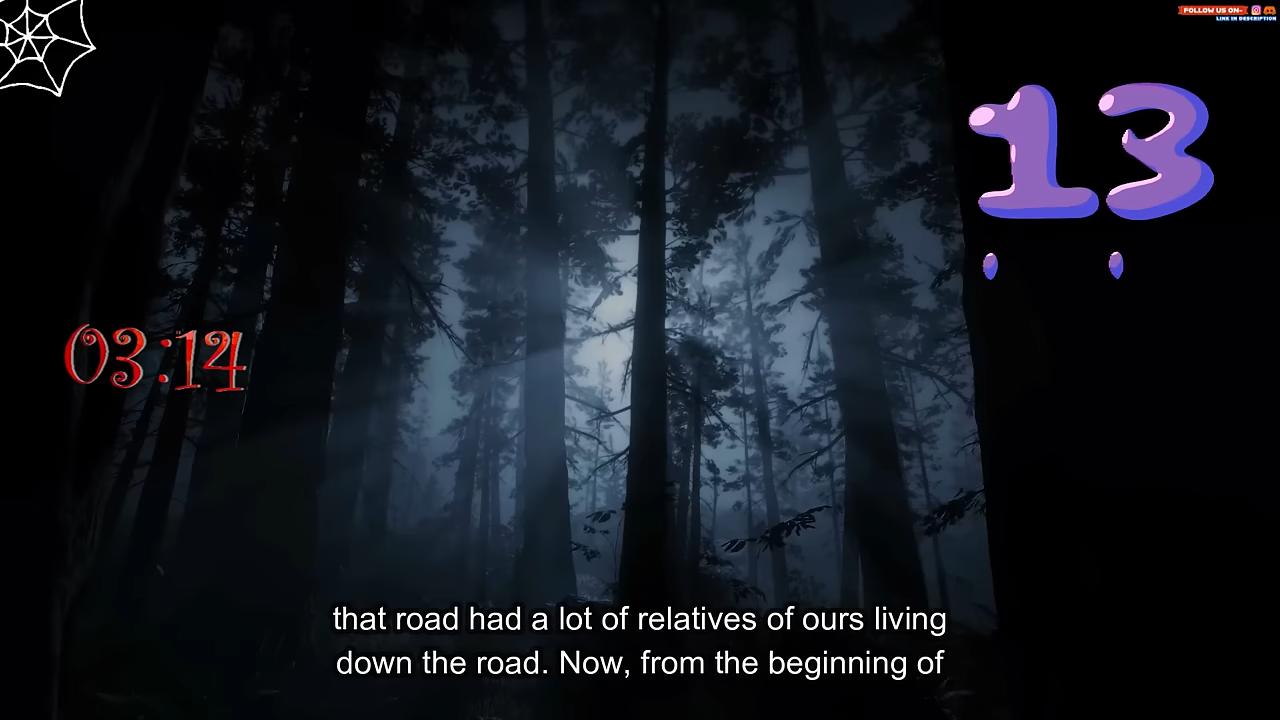 FOLLOW US ON-
LINK IN DESCRIPTION
13
03:14
that road had a lot of relatives of ours living
down the road. Now, from the beginning of